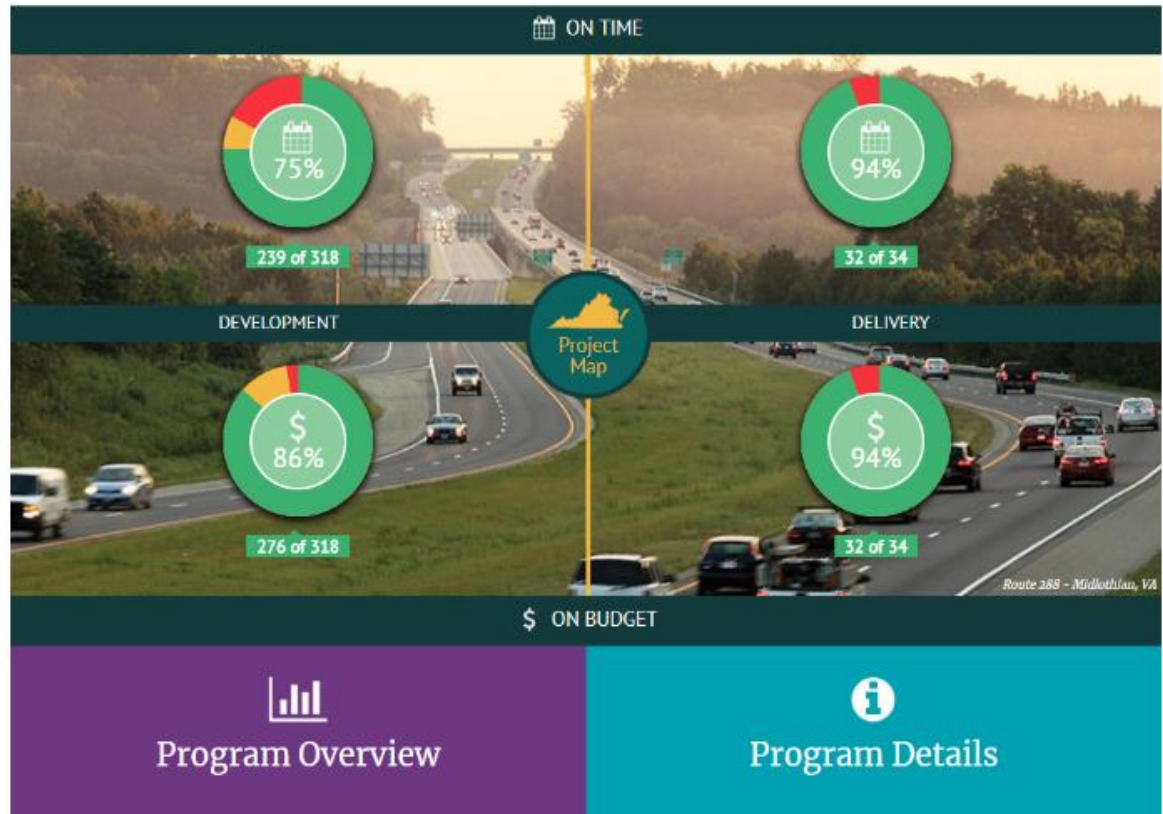 ON TIME
75%
94%
239 of 318
32 of 34
DEVELOPMENT
DELIVERY
Project
Map
$
86%
$
94%
276 of 318
32 of 34
Route 288 - Midlothian, VA
$ ON BUDGET
Program Overview
Program Details